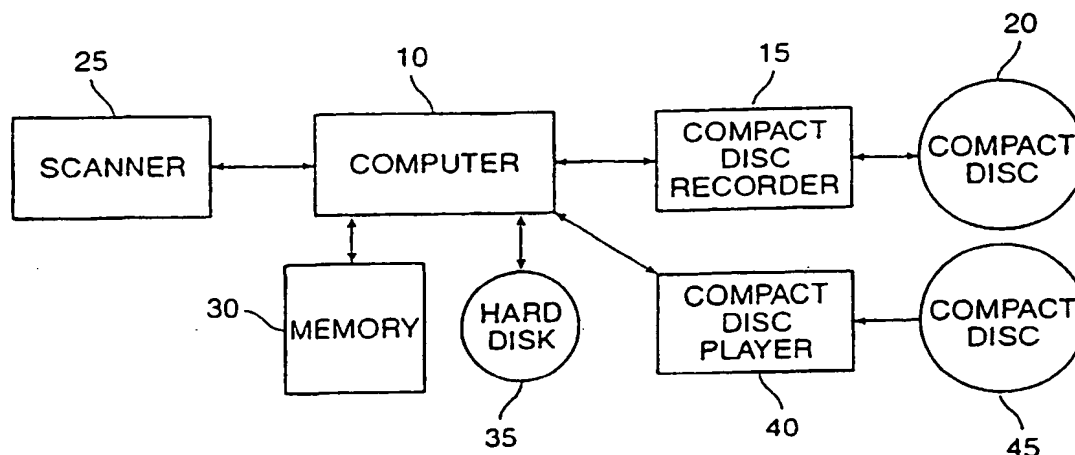 20
25
10
15
SCANNER
COMPUTER
COMPACT
DISC
RECORDER
COMPACT
DISC
30
MEMORY
HARD
DISK
COMPACT
DISC
PLAYER
COMPACT
DISC
35
40
45